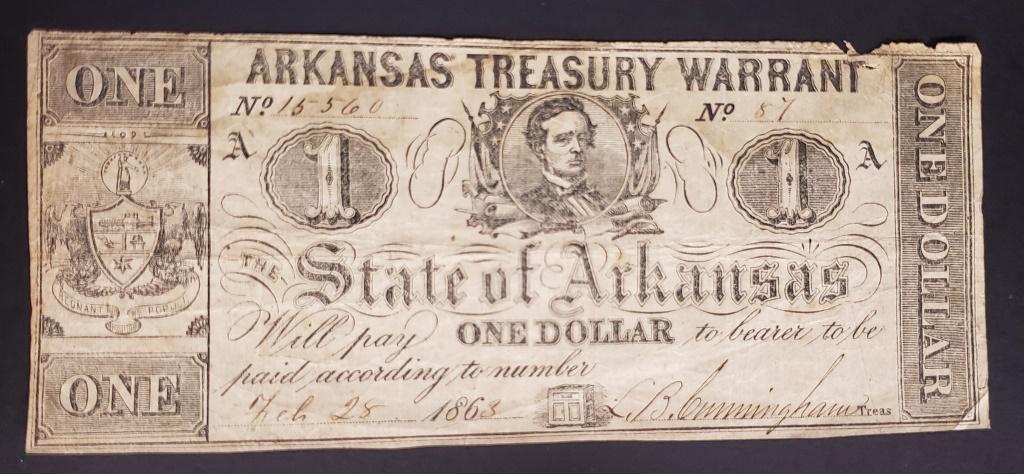 ONE
ARKANSAS TREASURY WARRANT
No. 15560
No. 87
A 1 1 A
THE State of Arkansas
REGNANT POPULI
Will pay ONE DOLLAR to bearer to be
paid according to number
Feb 28 1863 Cunningham Treas
ONE
ONE DOLLAR